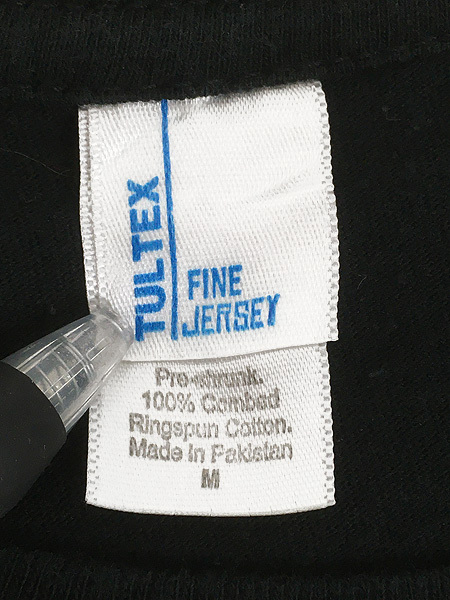 TULTEX
FINE
JERSEY
Pre-shrunk.
100% Combed
Ringspun Cotton.
Made In Pakistan
M